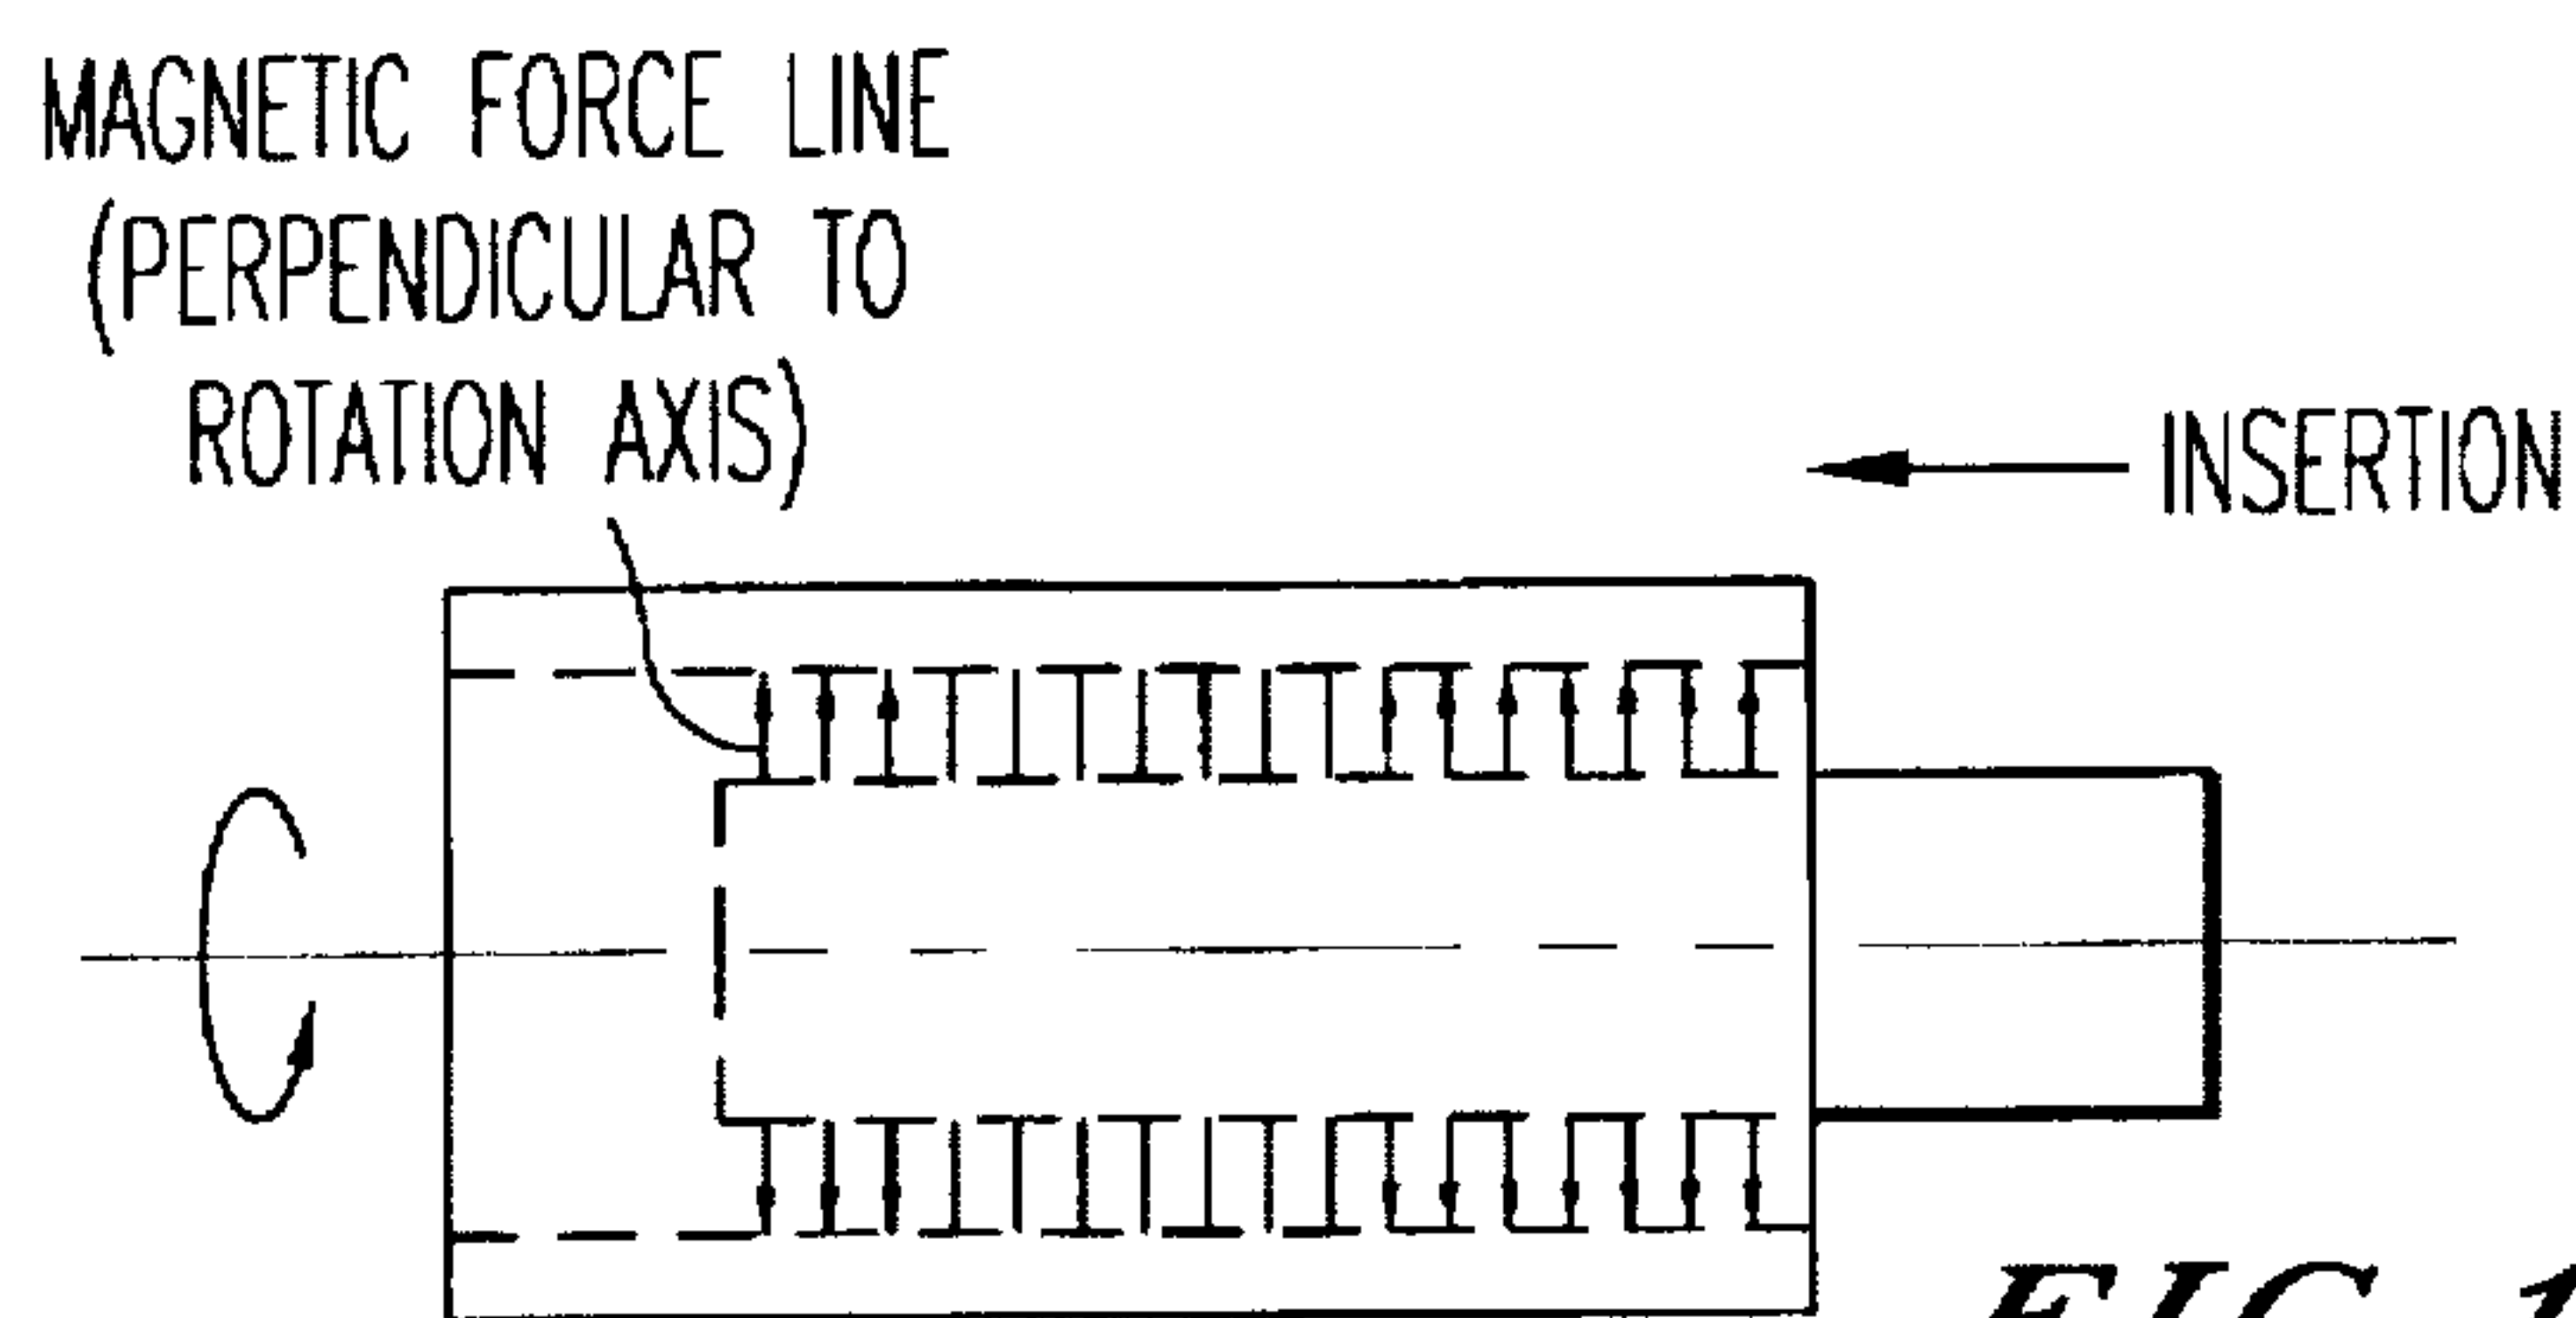 MAGNETIC FORCE LINE
(PERPENDICULAR TO
ROTATION AXIS)
INSERTION